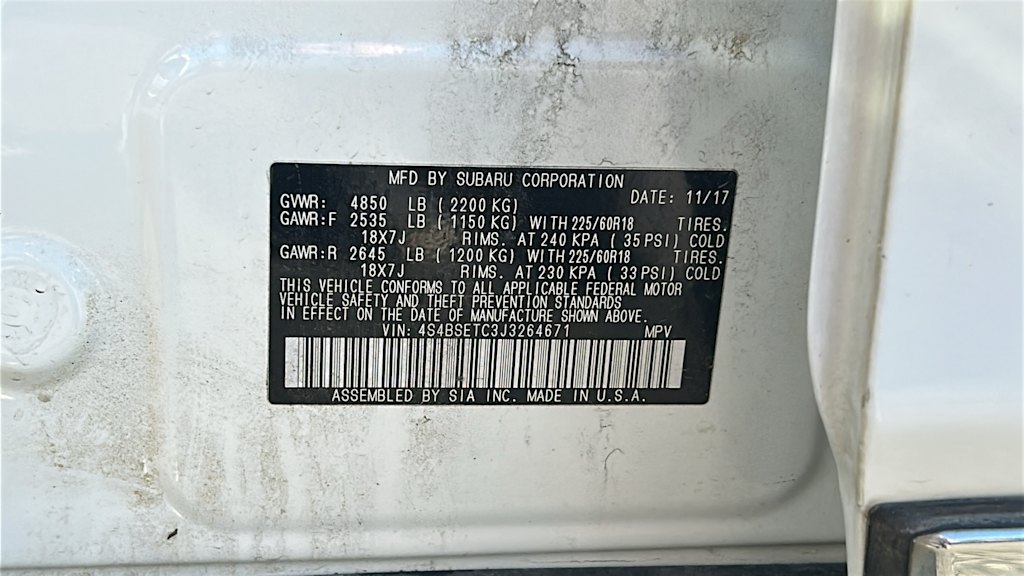 MFD BY SUBARU CORPORATION
GVWR: 4850 LB ( 2200 KG) DATE: 11/17
GAWR:F 2535 LB ( 1150 KG) WITH 225/60R18 TIRES.
18X7J RIMS. AT 240 KPA ( 35 PSI) COLD
GAWR:R 2645 LB ( 1200 KG) WITH 225/60R18 TIRES.
18X7J RIMS. AT 230 KPA ( 33 PSI) COLD
THIS VEHICLE CONFORMS TO ALL APPLICABLE FEDERAL MOTOR
VEHICLE SAFETY AND THEFT PREVENTION STANDARDS
IN EFFECT ON THE DATE OF MANUFACTURE SHOWN ABOVE.
VIN: 4S4BSETC3J3264671 MPV
ASSEMBLED BY SIA INC. MADE IN U.S.A.